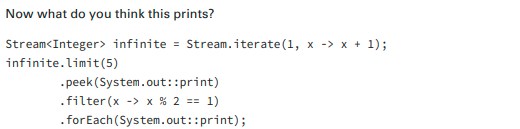 Now what do you think this prints?
Stream<Integer> infinite = Stream.iterate(1, x -> x + 1);
infinite.limit(5)
        .peek(System.out::print)
        .filter(x -> x % 2 == 1)
        .forEach(System.out::print);